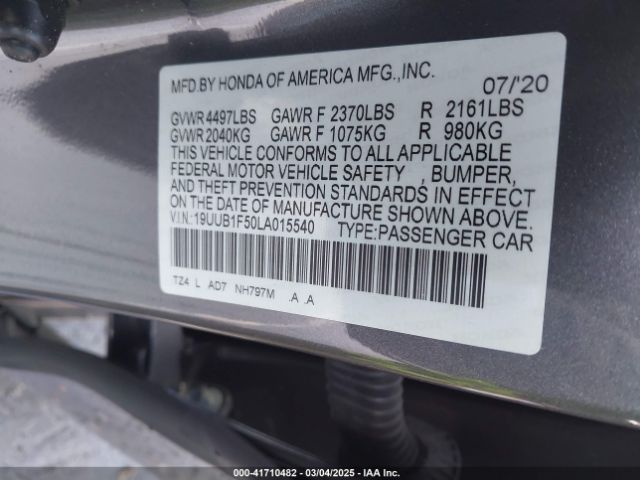 MFD.BY HONDA OF AMERICA MFG.,INC. 07/'20
GVWR 4497LBS GAWR F 2370LBS R 2161LBS
GVWR 2040KG GAWR F 1075KG R 980KG
THIS VEHICLE CONFORMS TO ALL APPLICABLE
FEDERAL MOTOR VEHICLE SAFETY , BUMPER,
AND THEFT PREVENTION STANDARDS IN EFFECT
ON THE DATE OF MANUFACTURE SHOWN ABOVE.
V.I.N.: 19UUB1F50LA015540 TYPE:PASSENGER CAR
TZ4 L AD7 NH797M .A .A
000-41710482 - 03/04/2025 - IAA Inc.